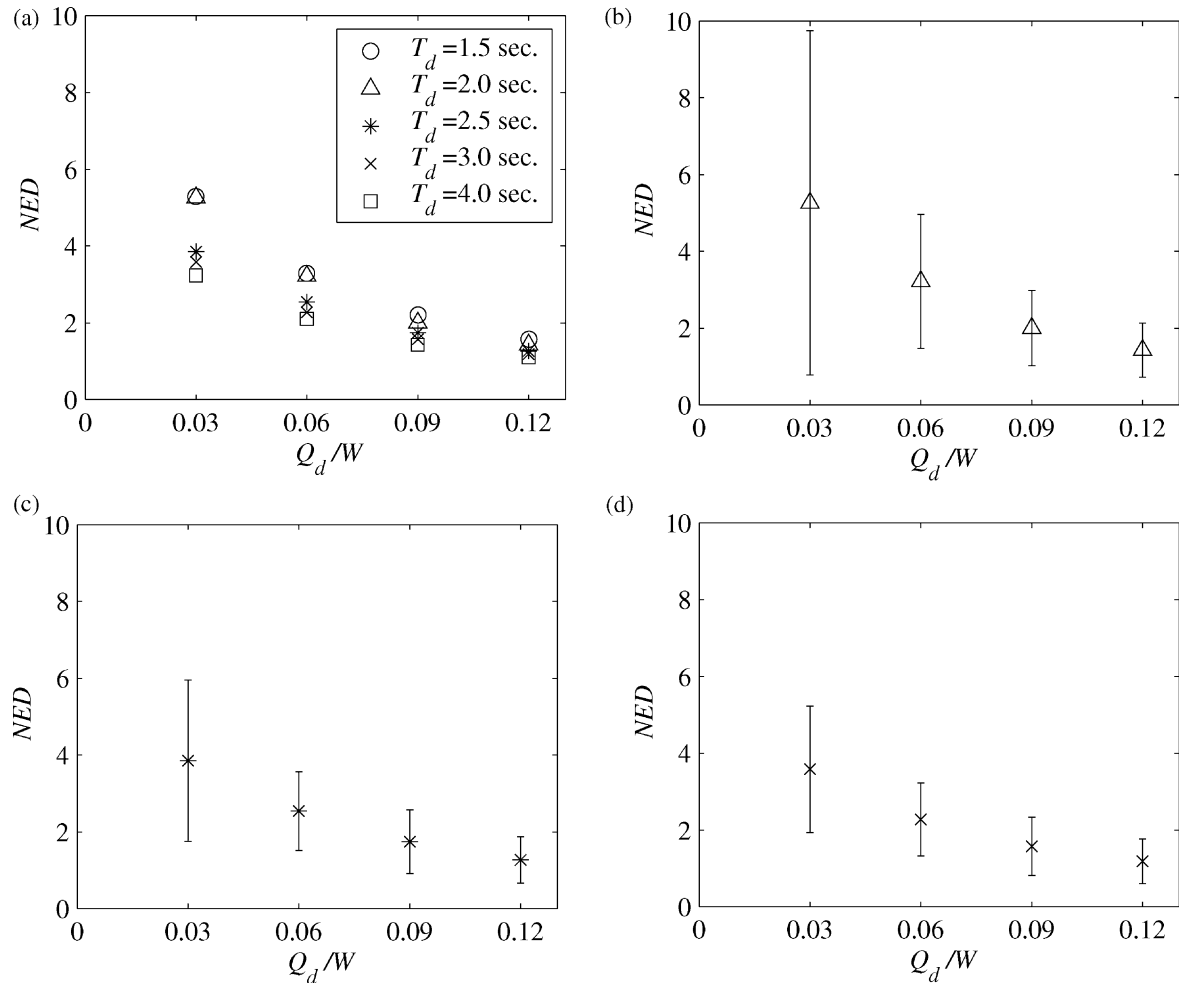 (a)
10
8
6
4
2
0
NED
T_d =1.5 sec.
T_d =2.0 sec.
T_d =2.5 sec.
T_d =3.0 sec.
T_d =4.0 sec.
0 0.03 0.06 0.09 0.12
Q_d /W
(b)
10
8
6
4
2
0
NED
0 0.03 0.06 0.09 0.12
Q_d /W
(c)
10
8
6
4
2
0
NED
0 0.03 0.06 0.09 0.12
Q_d /W
(d)
10
8
6
4
2
0
NED
0 0.03 0.06 0.09 0.12
Q_d /W